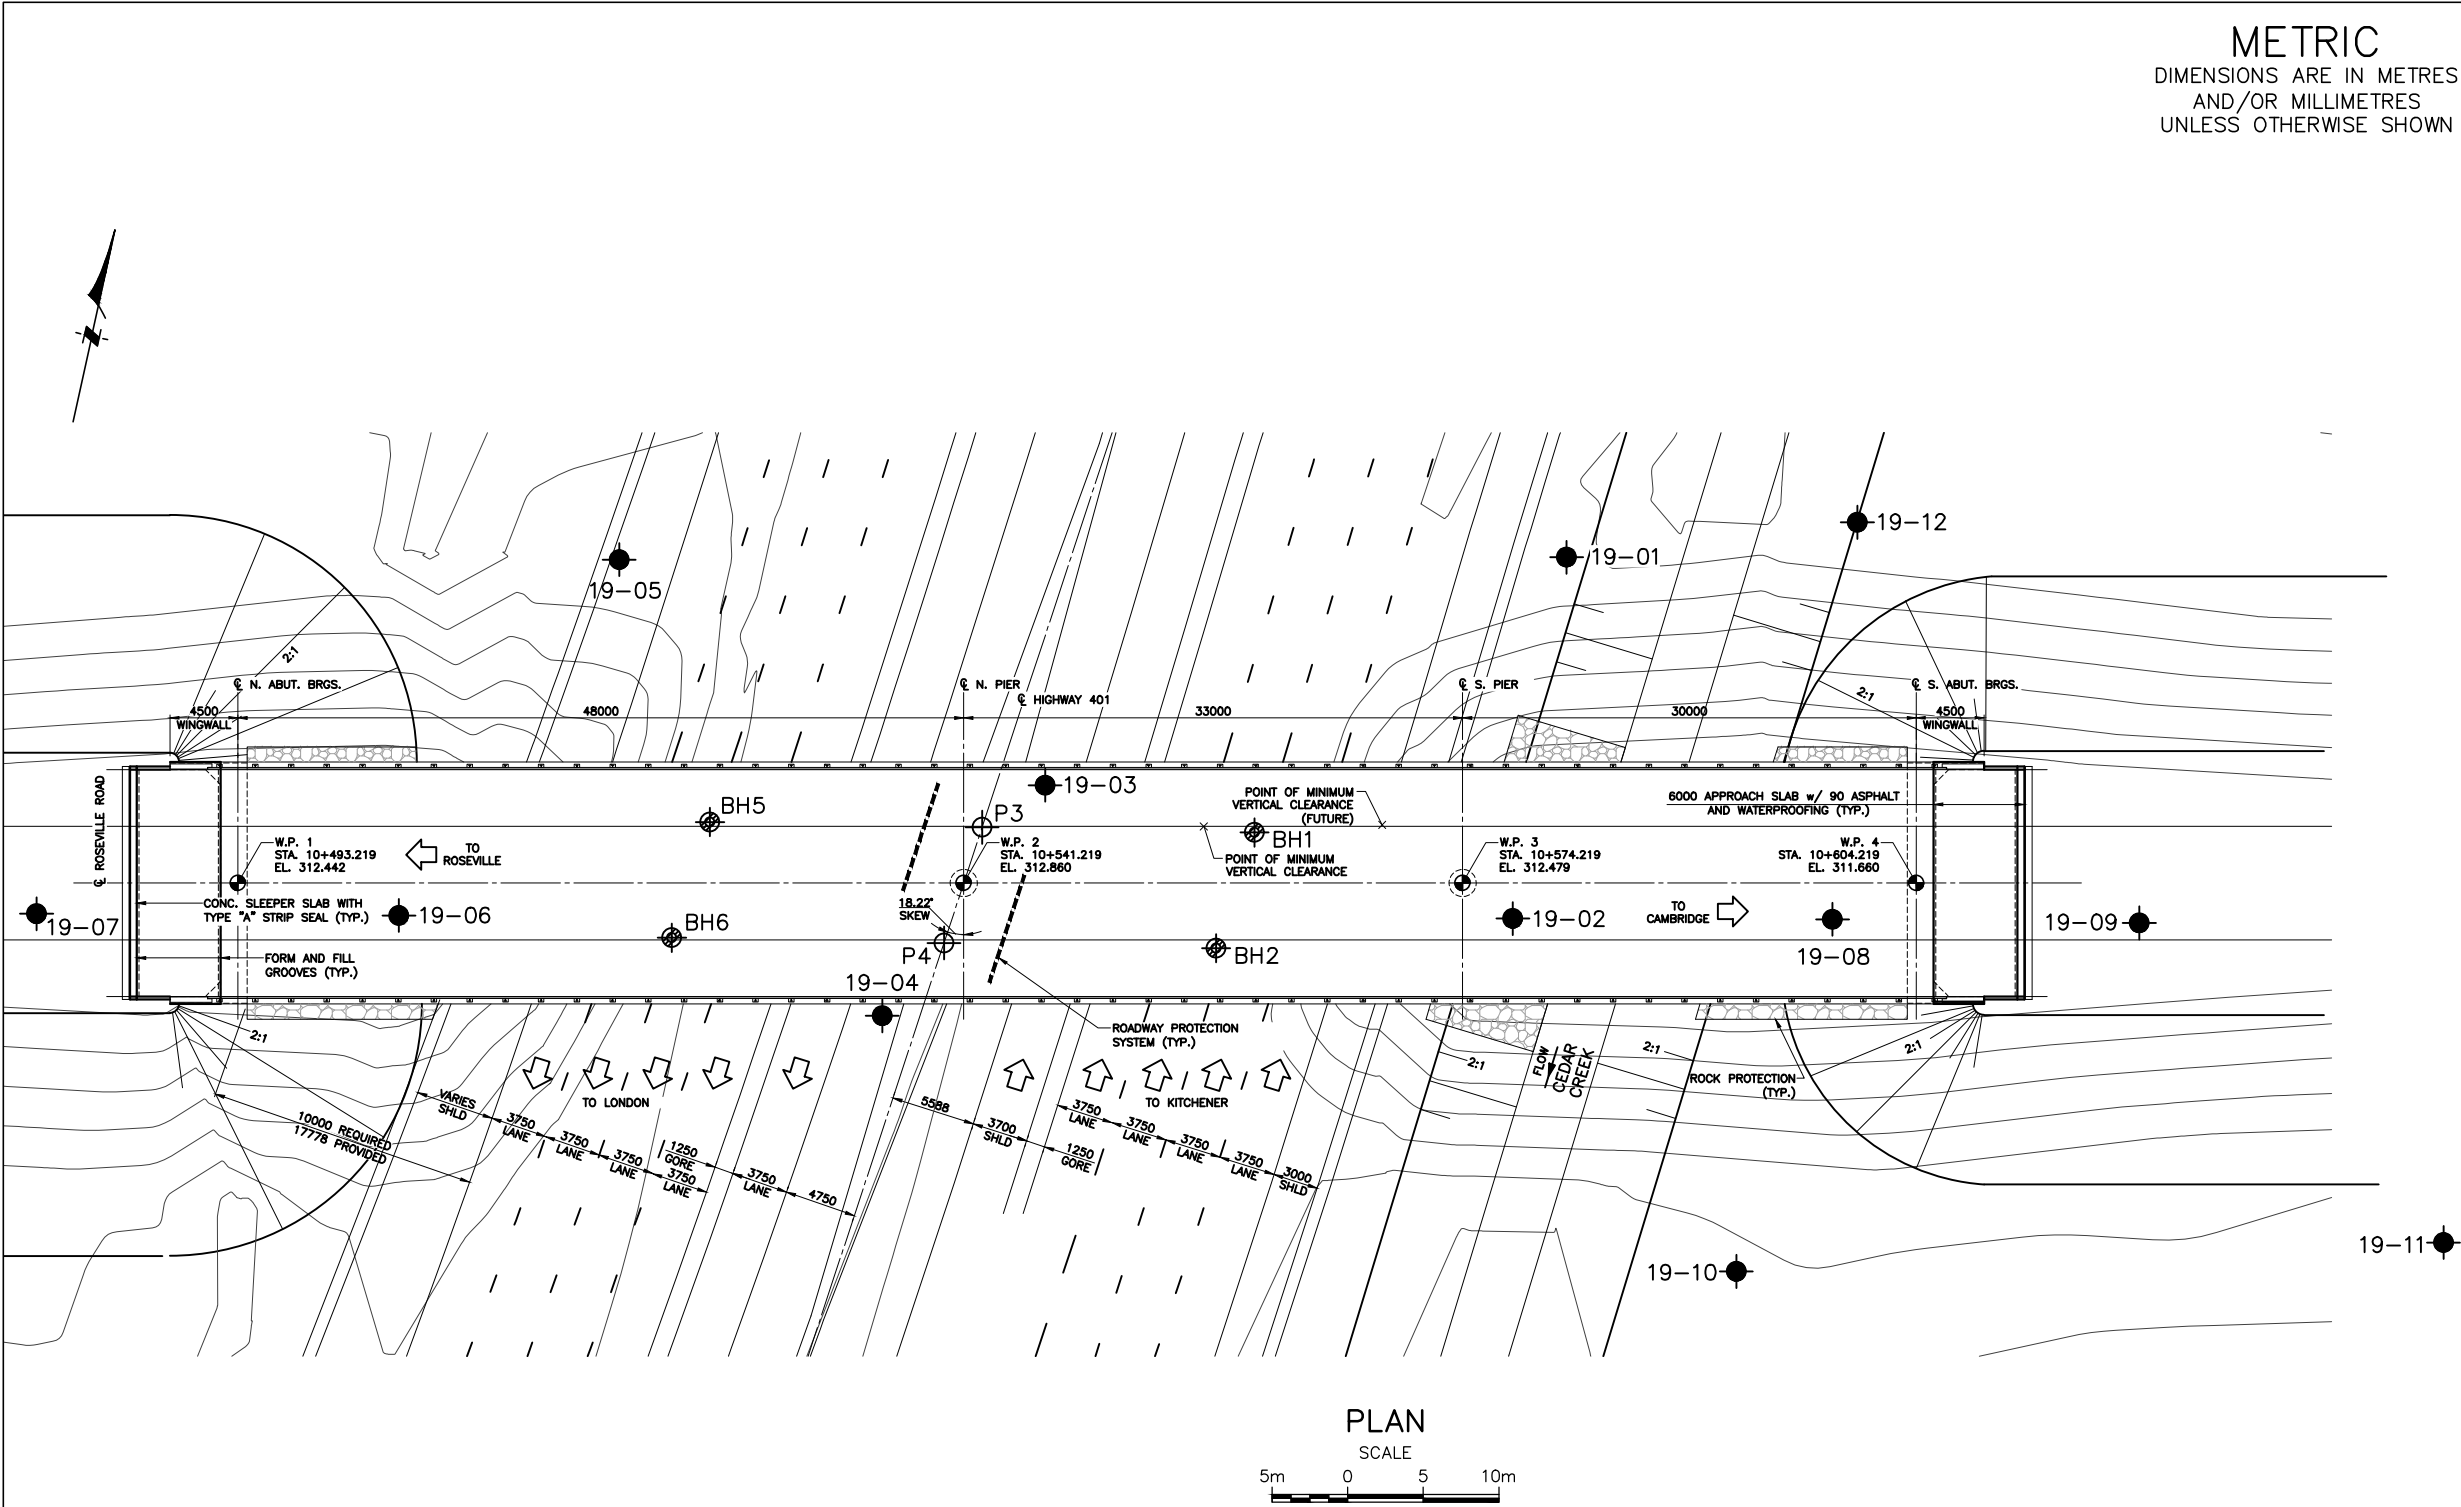 METRIC
DIMENSIONS ARE IN METRES
AND/OR MILLIMETRES
UNLESS OTHERWISE SHOWN
N
19-12
19-01
19-05
2:1
℄ N. ABUT. BRGS.
℄ N. PIER
℄ HIGHWAY 401
℄ S. PIER
2:1
℄ S. ABUT. BRGS.
4500
WINGWALL
48000
33000
30000
4500
WINGWALL
℄ ROSEVILLE ROAD
19-03
BH5
P3
POINT OF MINIMUM
VERTICAL CLEARANCE
(FUTURE)
BH1
POINT OF MINIMUM
VERTICAL CLEARANCE
6000 APPROACH SLAB w/ 90 ASPHALT
AND WATERPROOFING (TYP.)
W.P. 1
STA. 10+493.219
EL. 312.442
TO
ROSEVILLE
W.P. 2
STA. 10+541.219
EL. 312.860
W.P. 3
STA. 10+574.219
EL. 312.479
W.P. 4
STA. 10+604.219
EL. 311.660
CONC. SLEEPER SLAB WITH
TYPE "A" STRIP SEAL (TYP.)
19-07
19-06
18.22°
SKEW
19-02
TO
CAMBRIDGE
19-08
19-09
BH6
P4
BH2
FORM AND FILL
GROOVES (TYP.)
19-04
2:1
ROADWAY PROTECTION
SYSTEM (TYP.)
2:1
FLOW
CEDAR
CREEK
2:1
2:1
ROCK PROTECTION
(TYP.)
TO LONDON
TO KITCHENER
10000 REQUIRED
17778 PROVIDED
VARIES
SHLD
3750
LANE
3750
LANE
3750
LANE
3750
LANE
1250
GORE
3750
LANE
4750
5588
3700
SHLD
1250
GORE
3750
LANE
3750
LANE
3750
LANE
3750
LANE
3000
SHLD
19-11
19-10
PLAN
SCALE
5m 0 5 10m